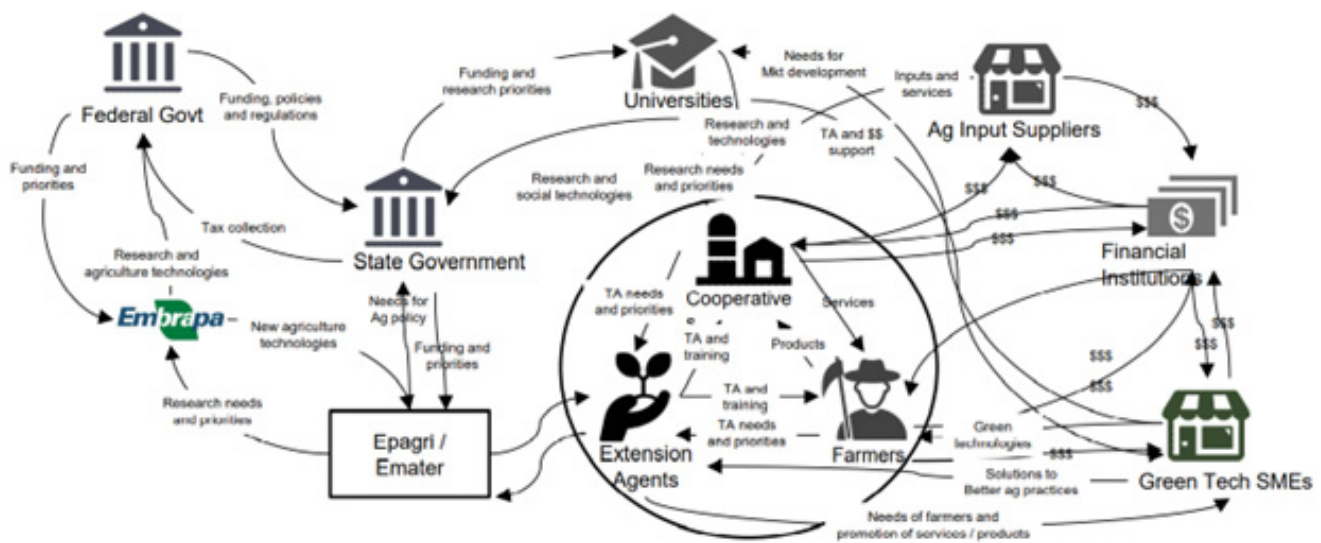 Federal Govt
Funding, policies
and regulations
Funding and
priorities
Tax collection
Research and
agriculture technologies
Embrapa
New agriculture
technologies
Research needs
and priorities
Funding and
research priorities
State Government
Needs for
Ag policy
Funding and
priorities
Epagri /
Emater
Universities
Research and
social technologies
Research and
technologies
Research needs
and priorities
Needs for
Mkt development
TA and $$
support
Inputs and
services
Ag Input Suppliers
$$$
$$$
$$$
$$$
$$$
Financial
Institutions
Cooperative
TA needs
and priorities
TA and
training
Services
Products
TA and
training
TA needs
and priorities
Extension
Agents
Farmers
$$$
$$$
$$$
$$$
Green
technologies
$$$
Solutions to
Better ag practices
Green Tech SMEs
Needs of farmers and
promotion of services / products